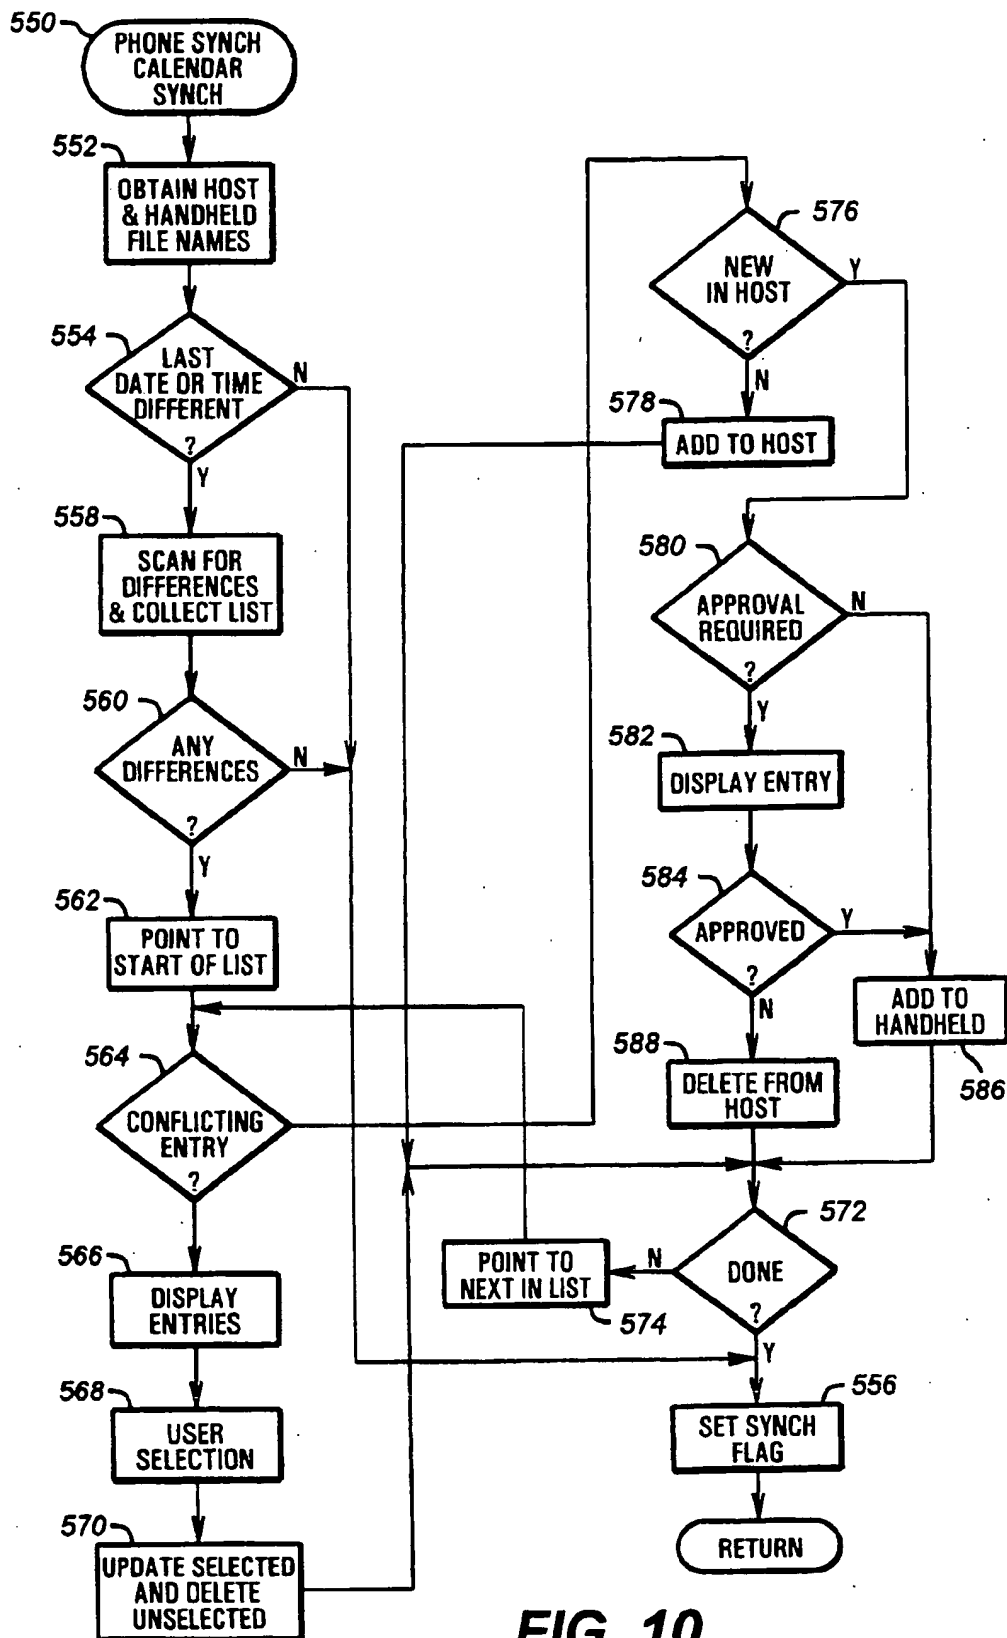 550
PHONE SYNCH
CALENDAR
SYNCH
552
OBTAIN HOST
& HANDHELD
FILE NAMES
554
LAST
DATE OR TIME
DIFFERENT
?
N
Y
558
SCAN FOR
DIFFERENCES
& COLLECT LIST
560
ANY
DIFFERENCES
?
N
Y
562
POINT TO
START OF LIST
564
CONFLICTING
ENTRY
?
566
DISPLAY
ENTRIES
568
USER
SELECTION
570
UPDATE SELECTED
AND DELETE
UNSELECTED
576
NEW
IN HOST
?
Y
N
578
ADD TO HOST
580
APPROVAL
REQUIRED
?
N
Y
582
DISPLAY ENTRY
584
APPROVED
?
Y
N
ADD TO
HANDHELD
586
588
DELETE FROM
HOST
572
DONE
?
N
Y
POINT TO
NEXT IN LIST
574
556
SET SYNCH
FLAG
RETURN
FIG. 10